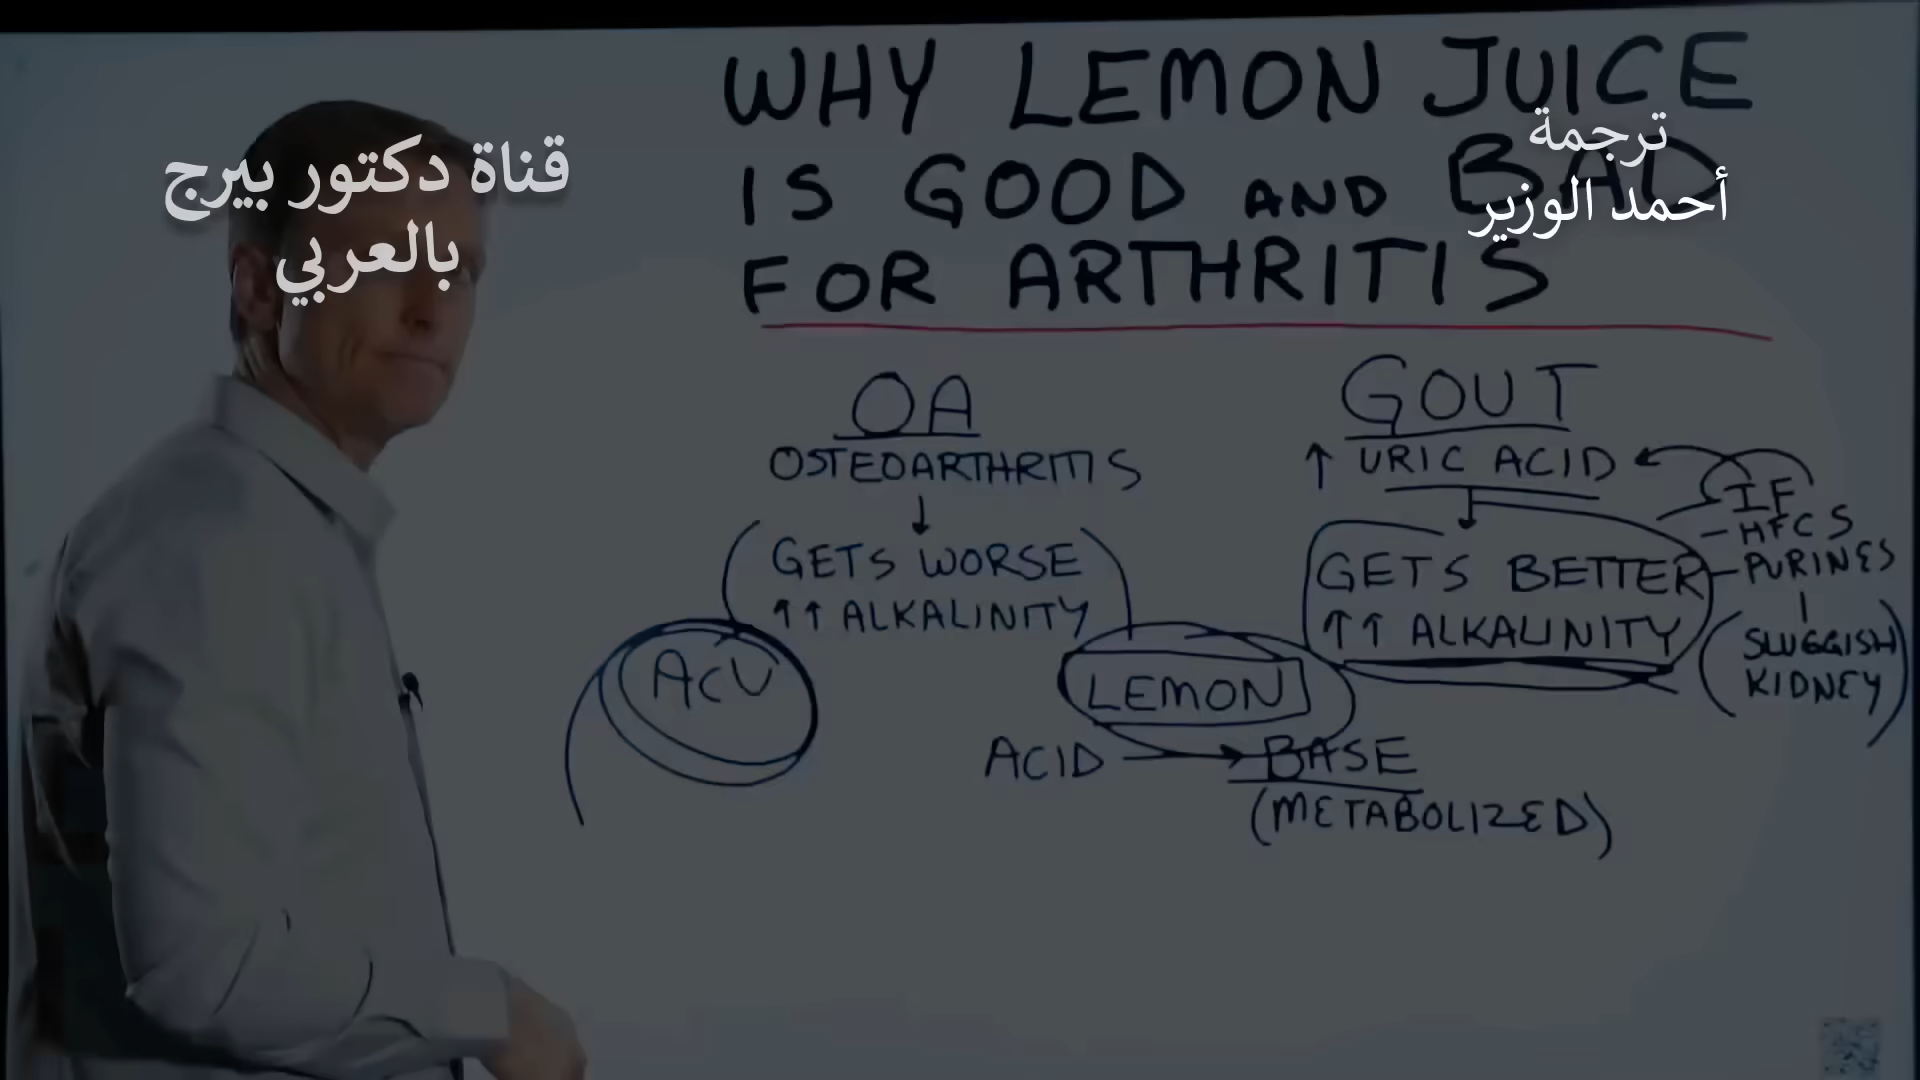 WHY LEMON JUICE
IS GOOD AND BAD
FOR ARTHRITIS
قناة دكتور بيرج
بالعربي
ترجمة
أحمد الوزير
OA
OSTEOARTHRITIS
↓
GETS WORSE
↑↑ ALKALINITY
ACV
LEMON
ACID → BASE
(METABOLIZED)
GOUT
↑ URIC ACID
GETS BETTER
↑↑ ALKALINITY
IF
- HFCS
- PURINES
(SLUGGISH
KIDNEY)